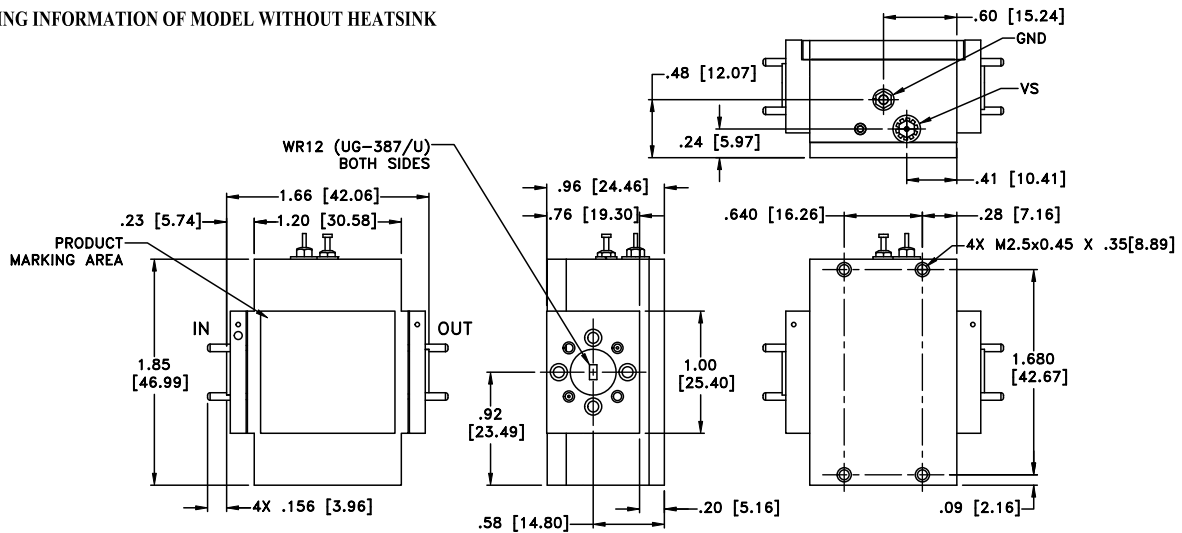 ING INFORMATION OF MODEL WITHOUT HEATSINK
.60 [15.24]
GND
.48 [12.07]
VS
.24 [5.97]
.41 [10.41]
WR12 (UG-387/U)
BOTH SIDES
1.66 [42.06]
.23 [5.74]
1.20 [30.58]
PRODUCT
MARKING AREA
IN
OUT
1.85
[46.99]
4X .156 [3.96]
.96 [24.46]
.76 [19.30]
1.00
[25.40]
.92
[23.49]
.58 [14.80]
.20 [5.16]
.640 [16.26]
.28 [7.16]
4X M2.5x0.45 X .35[8.89]
1.680
[42.67]
.09 [2.16]